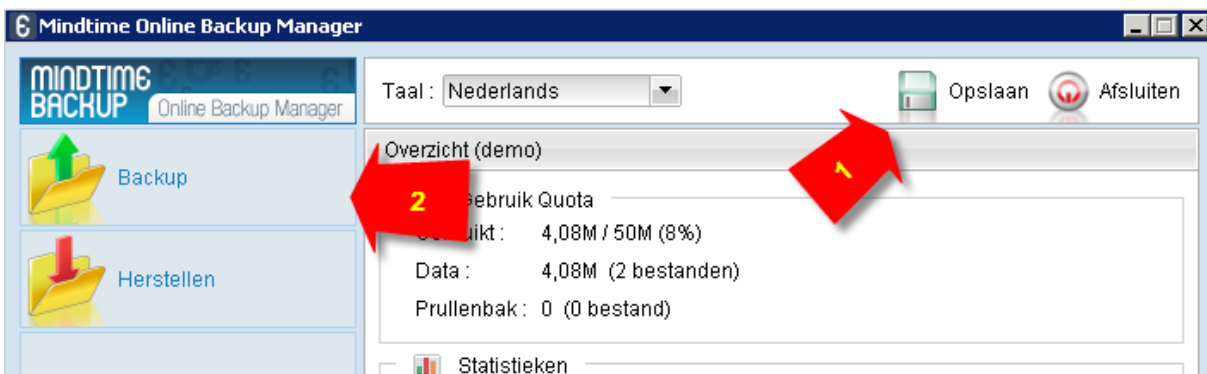 Mindtime Online Backup Manager
MINDTIME
BACKUP Online Backup Manager
Taal : Nederlands
Opslaan
Afsluiten
Backup
Herstellen
Overzicht (demo)
1
2
Quota
4,08M / 50M (8%)
Data : 4,08M (2 bestanden)
Prullenbak : 0 (0 bestand)
Statistieken